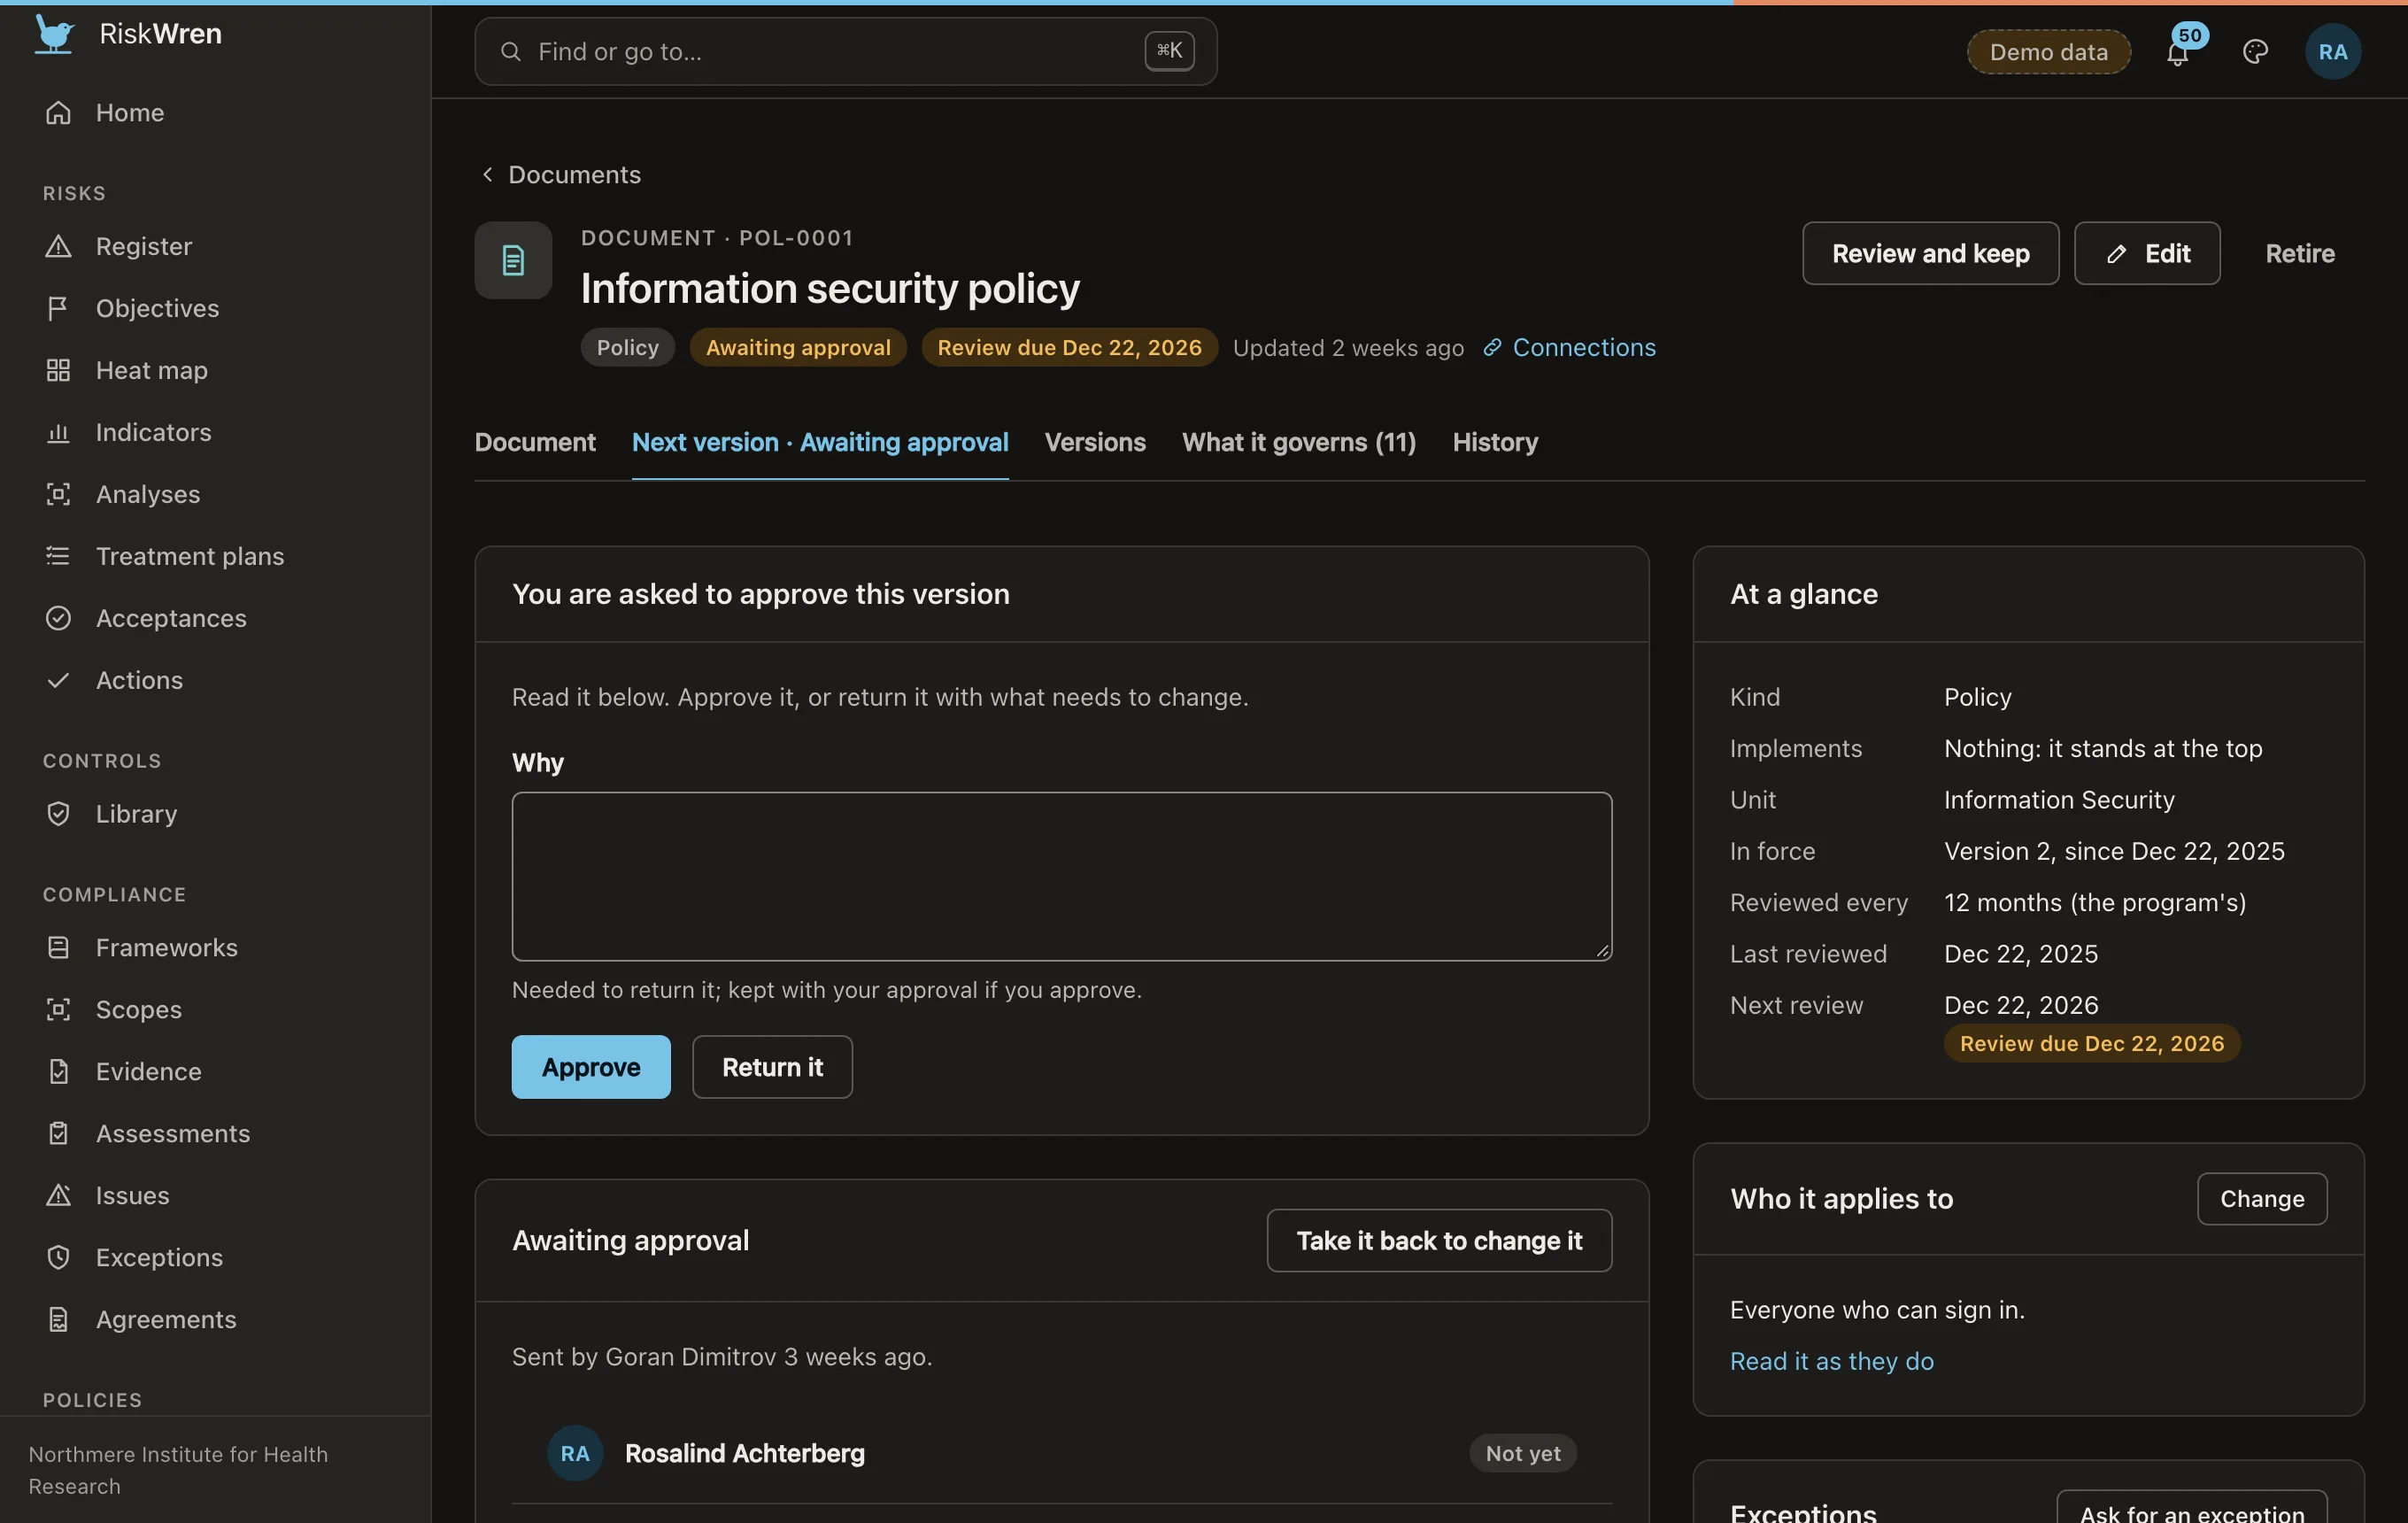 RiskWren
Find or go to...
⌘K
Demo data
50
RA
Home
RISKS
Register
Objectives
Heat map
Indicators
Analyses
Treatment plans
Acceptances
Actions
CONTROLS
Library
COMPLIANCE
Frameworks
Scopes
Evidence
Assessments
Issues
Exceptions
Agreements
POLICIES
Northmere Institute for Health
Research
Documents
DOCUMENT · POL-0001
Information security policy
Review and keep
Edit
Retire
Policy
Awaiting approval
Review due Dec 22, 2026
Updated 2 weeks ago
Connections
Document
Next version · Awaiting approval
Versions
What it governs (11)
History
You are asked to approve this version
Read it below. Approve it, or return it with what needs to change.
Why
Needed to return it; kept with your approval if you approve.
Approve
Return it
Awaiting approval
Take it back to change it
Sent by Goran Dimitrov 3 weeks ago.
RA
Rosalind Achterberg
Not yet
At a glance
Kind Policy
Implements Nothing: it stands at the top
Unit Information Security
In force Version 2, since Dec 22, 2025
Reviewed every 12 months (the program's)
Last reviewed Dec 22, 2025
Next review Dec 22, 2026
Review due Dec 22, 2026
Who it applies to
Change
Everyone who can sign in.
Read it as they do
Exceptions
Ask for an exception